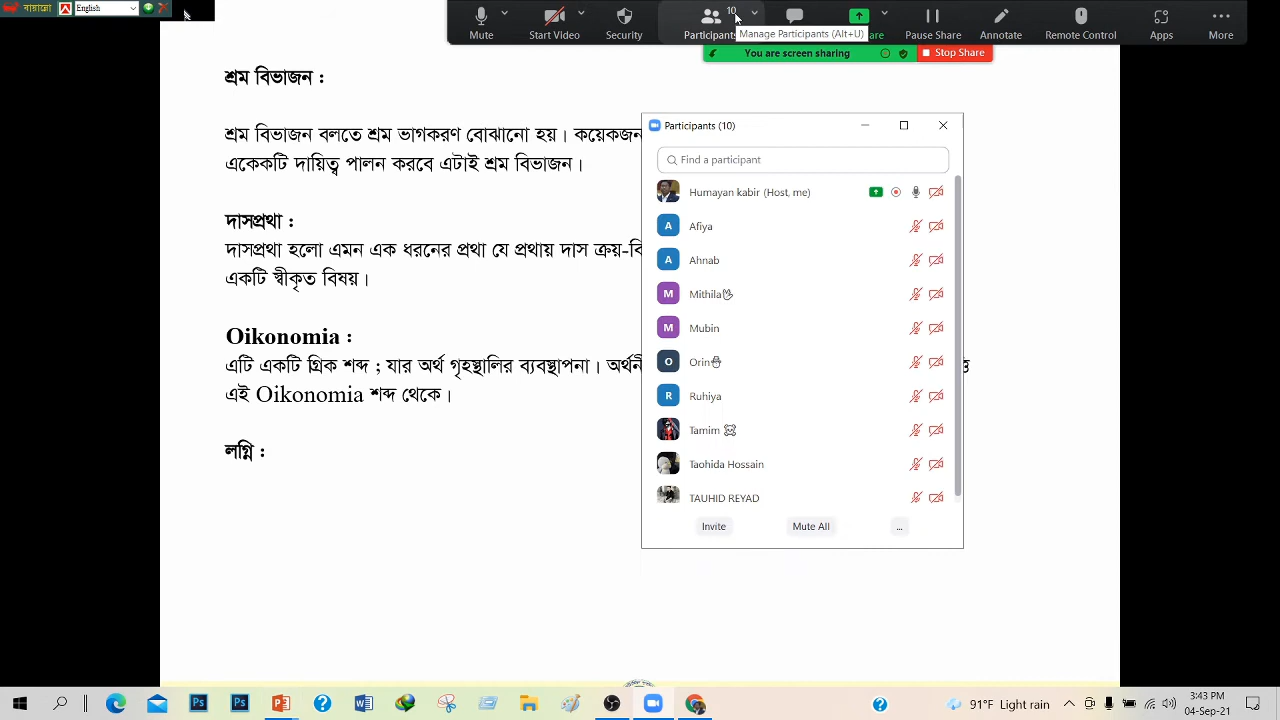 বায়ান্নো English
Mute Start Video Security Participants 10 Manage Participants (Alt+U) are Pause Share Annotate Remote Control Apps More
You are screen sharing Stop Share
শ্রম বিভাজন :
শ্রম বিভাজন বলতে শ্রম ভাগকরণ বোঝানো হয়। কয়েকজন
একেকটি দায়িত্ব পালন করবে এটাই শ্রম বিভাজন।
দাসপ্রথা :
দাসপ্রথা হলো এমন এক ধরনের প্রথা যে প্রথায় দাস ক্রয়-বি
একটি স্বীকৃত বিষয়।
Oikonomia :
এটি একটি গ্রিক শব্দ ; যার অর্থ গৃহস্থালির ব্যবস্থাপনা। অর্থনী
এই Oikonomia শব্দ থেকে।
লগ্নি :
Participants (10)
Find a participant
Humayan kabir (Host, me)
A Afiya
A Ahnab
M Mithila
M Mubin
O Orin
R Ruhiya
Tamim
Taohida Hossain
TAUHID REYAD
Invite Mute All ...
91°F Light rain
3:43 PM
04-Sep-21